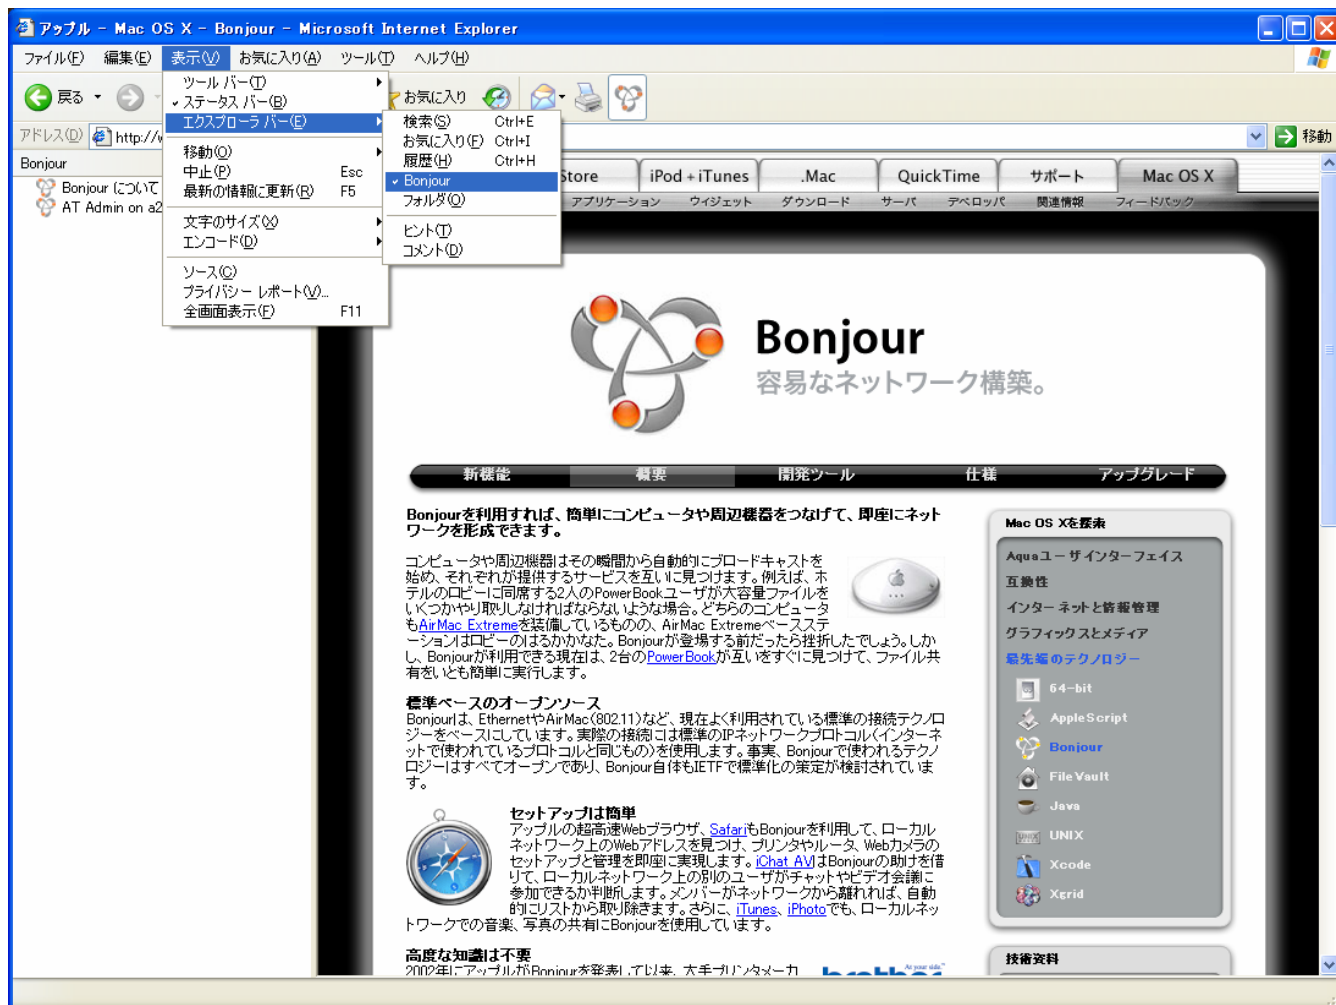 アップル - Mac OS X - Bonjour - Microsoft Internet Explorer
ファイル(F) 編集(E) 表示(V) お気に入り(A) ツール(T) ヘルプ(H)
戻る お気に入り
アドレス(D) http://w 移動
ツール バー(T)
ステータス バー(B)
エクスプローラ バー(E)
移動(O)
中止(P) Esc
最新の情報に更新(R) F5
文字のサイズ(X)
エンコード(D)
ソース(C)
プライバシー レポート(V)...
全画面表示(F) F11
検索(S) Ctrl+E
お気に入り(F) Ctrl+I
履歴(H) Ctrl+H
Bonjour
フォルダ(O)
ヒント(T)
コメント(D)
Bonjour
Bonjour について
AT Admin on a2
Store iPod + iTunes .Mac QuickTime サポート Mac OS X
アプリケーション ウィジェット ダウンロード サーバ デベロッパ 関連情報 フィードバック
Bonjour
容易なネットワーク構築。
新機能 概要 開発ツール 仕様 アップグレード
Bonjourを利用すれば、簡単にコンピュータや周辺機器をつなげて、即座にネット
ワークを形成できます。
コンピュータや周辺機器はその瞬間から自動的にブロードキャストを
始め、それぞれが提供するサービスを互いに見つけます。例えば、ホ
テルのロビーに同席する2人のPowerBookユーザが大容量ファイルを
いくつかやり取りしなければならないような場合。どちらのコンピュータ
もAirMac Extremeを装備しているものの、AirMac Extremeベースステ
ーションはロビーのはるかかなた。Bonjourが登場する前だったら挫折したでしょう。しか
し、Bonjourが利用できる現在は、2台のPowerBookが互いをすぐに見つけて、ファイル共
有をいとも簡単に実行します。
標準ベースのオープンソース
Bonjourは、EthernetやAirMac(802.11)など、現在よく利用されている標準の接続テクノロ
ジーをベースにしています。実際の接続には標準のIPネットワークプロトコル(インターネ
ットで使われているプロトコルと同じもの)を使用します。事実、Bonjourで使われるテクノ
ロジーはすべてオープンであり、Bonjour自体もIETFで標準化の策定が検討されていま
す。
セットアップは簡単
アップルの超高速Webブラウザ、SafariもBonjourを利用して、ローカル
ネットワーク上のWebアドレスを見つけ、プリンタやルータ、Webカメラの
セットアップと管理を即座に実現します。iChat AVはBonjourの助けを借
りて、ローカルネットワーク上の別のユーザがチャットやビデオ会議に
参加できるか判断します。メンバーがネットワークから離れれば、自動
的にリストから取り除きます。さらに、iTunes、iPhotoでも、ローカルネッ
トワークでの音楽、写真の共有にBonjourを使用しています。
高度な知識は不要
2002年にアップルがBonjourを発表して以来、大手プリンタメーカ
At your side.
brother
Mac OS Xを探索
Aquaユーザインターフェイス
互換性
インターネットと情報管理
グラフィックスとメディア
最先端のテクノロジー
64-bit
AppleScript
Bonjour
FileVault
Java
UNIX
Xcode
Xgrid
技術資料